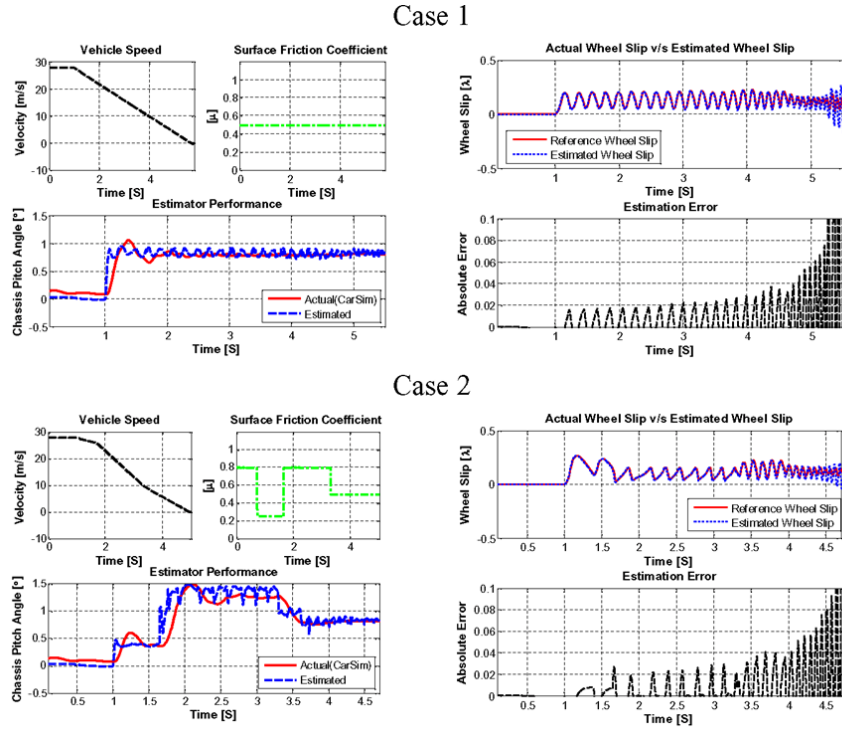 Case 1
Vehicle Speed
Velocity [m/s]
30
20
10
0
-10
0 2 4
Time [S]
Surface Friction Coefficient
[μ]
1
0.8
0.6
0.4
0.2
0
0 2 4
Time [S]
Estimator Performance
Chassis Pitch Angle [°]
1.5
1
0.5
0
-0.5
1 2 3 4 5
Time [S]
Actual(CarSim)
Estimated
Actual Wheel Slip v/s Estimated Wheel Slip
Wheel Slip [λ]
0.5
0
-0.5
0 1 2 3 4 5
Time [S]
Reference Wheel Slip
Estimated Wheel Slip
Estimation Error
Absolute Error
0.1
0.08
0.06
0.04
0.02
0
0 1 2 3 4 5
Time [S]
Case 2
Vehicle Speed
Velocity [m/s]
30
20
10
0
-10
0 2 4
Time [S]
Surface Friction Coefficient
[μ]
1
0.8
0.6
0.4
0.2
0
0 2 4
Time [S]
Estimator Performance
Chassis Pitch Angle [°]
1.5
1
0.5
0
-0.5
0.5 1 1.5 2 2.5 3 3.5 4 4.5
Time [S]
Actual(CarSim)
Estimated
Actual Wheel Slip v/s Estimated Wheel Slip
Wheel Slip [λ]
0.5
0
-0.5
0.5 1 1.5 2 2.5 3 3.5 4 4.5
Time [S]
Reference Wheel Slip
Estimated Wheel Slip
Estimation Error
Absolute Error
0.1
0.08
0.06
0.04
0.02
0
0.5 1 1.5 2 2.5 3 3.5 4 4.5
Time [S]